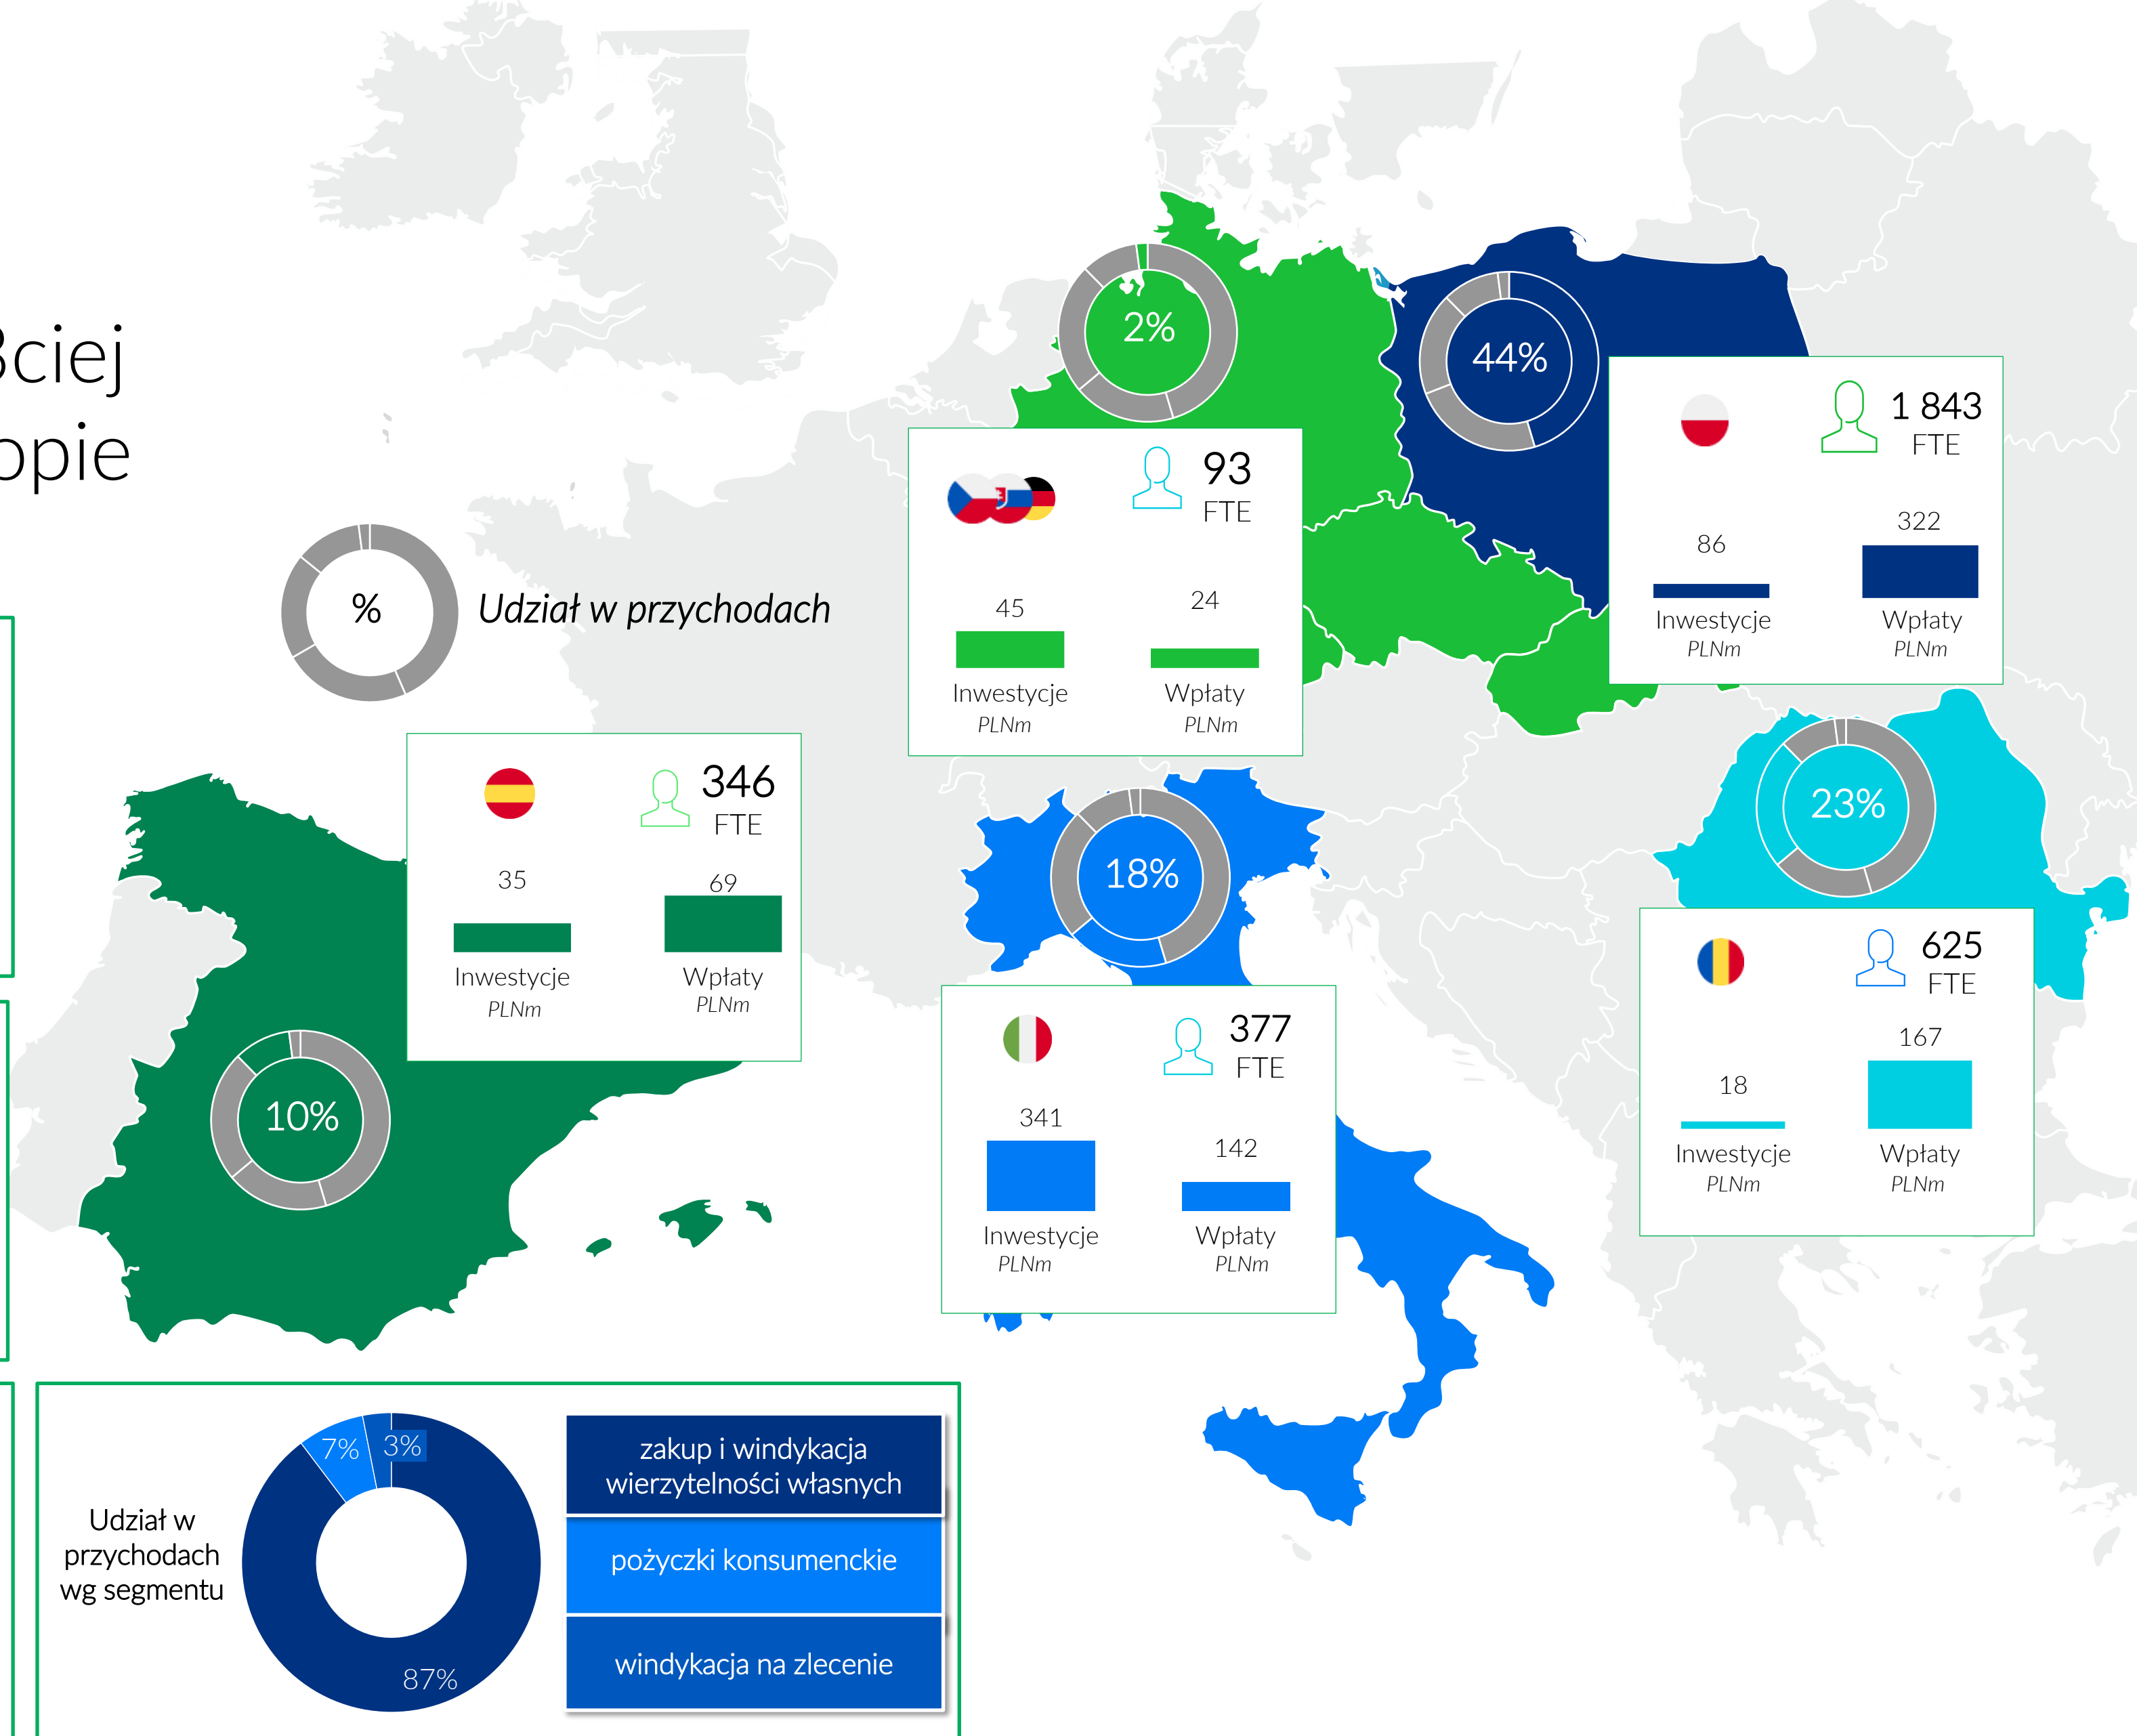 opie
2%
44%
1 843
FTE
322
86
Wpłaty
PLNm
Inwestycje
PLNm
93
FTE
45
24
Inwestycje
PLNm
Wpłaty
PLNm
%
Udział w przychodach
346
FTE
35
69
Inwestycje
PLNm
Wpłaty
PLNm
10%
18%
377
FTE
341
142
Inwestycje
PLNm
Wpłaty
PLNm
23%
625
FTE
18
167
Inwestycje
PLNm
Wpłaty
PLNm
Udział w
przychodach
wg segmentu
7%
3%
87%
zakup i windykacja
wierzytelności własnych
pożyczki konsumenckie
windykacja na zlecenie